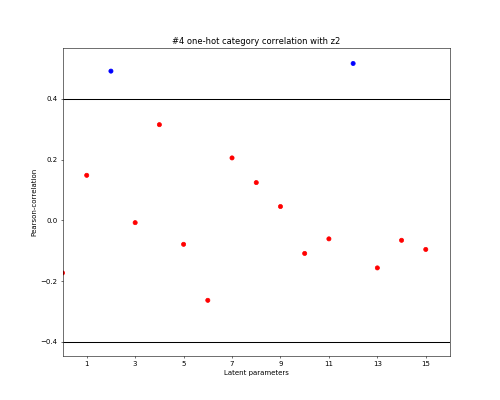 #4 one-hot category correlation with z2
Pearson-correlation
0.4
0.2
0.0
−0.2
−0.4
1 3 5 7 9 11 13 15
Latent parameters